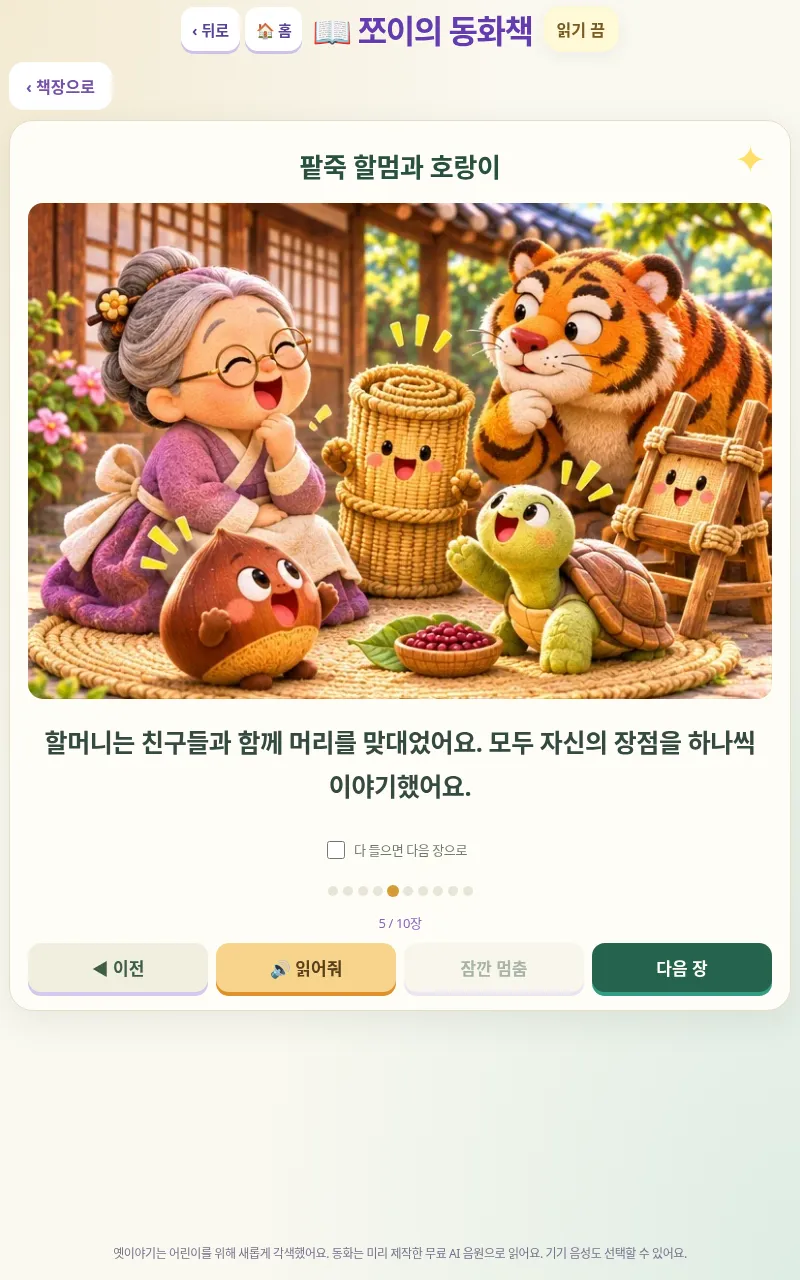 ‹ 뒤로
🏠 홈
📖 쪼이의 동화책
읽기 끝
‹ 책장으로
팥죽 할멈과 호랑이
할머니는 친구들과 함께 머리를 맞대었어요. 모두 자신의 장점을 하나씩
이야기했어요.
다 들으면 다음 장으로
5 / 10장
◀ 이전
🔊 읽어줘
잠깐 멈춤
다음 장
옛이야기는 어린이를 위해 새롭게 각색했어요. 동화는 미리 제작한 무료 AI 음원으로 읽어요. 기기 음성도 선택할 수 있어요.